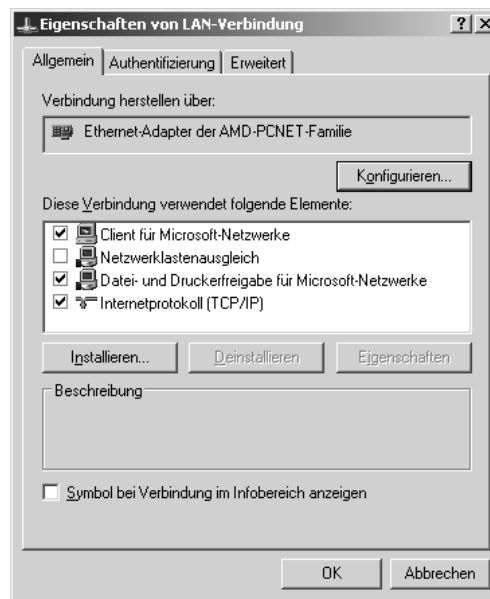 Eigenschaften von LAN-Verbindung
Allgemein Authentifizierung Erweitert
Verbindung herstellen über:
Ethernet-Adapter der AMD-PCNET-Familie
Konfigurieren...
Diese Verbindung verwendet folgende Elemente:
Client für Microsoft-Netzwerke
Netzwerklastenausgleich
Datei- und Druckerfreigabe für Microsoft-Netzwerke
Internetprotokoll (TCP/IP)
Installieren... Deinstallieren Eigenschaften
Beschreibung
Symbol bei Verbindung im Infobereich anzeigen
OK Abbrechen